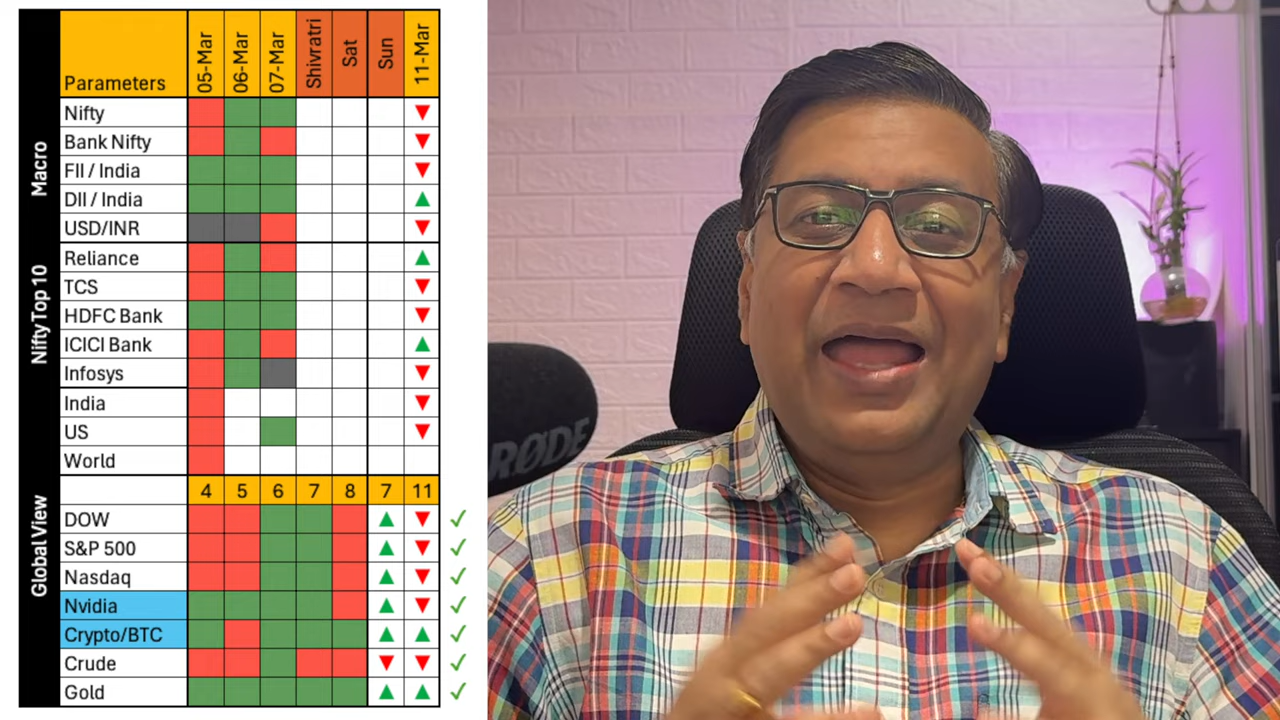 Parameters 05-Mar 06-Mar 07-Mar Shivratri Sat Sun 11-Mar
Macro
Nifty
Bank Nifty
FII / India
DII / India
USD/INR
Nifty Top 10
Reliance
TCS
HDFC Bank
ICICI Bank
Infosys
Global View
India
US
World
4 5 6 7 8 7 11
DOW
S&P 500
Nasdaq
Nvidia
Crypto/BTC
Crude
Gold
RØDE